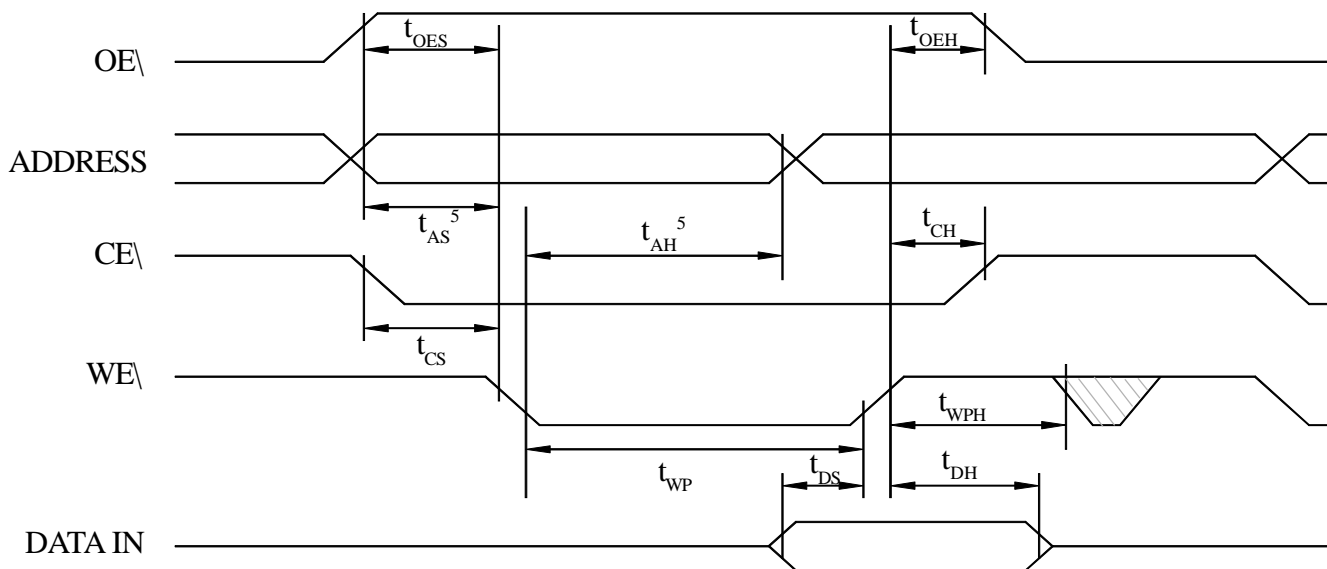 OE\
tOES
tOEH
ADDRESS
tAS5
tAH5
tCH
CE\
tCS
WE\
tWPH
tWP
tDS
tDH
DATA IN